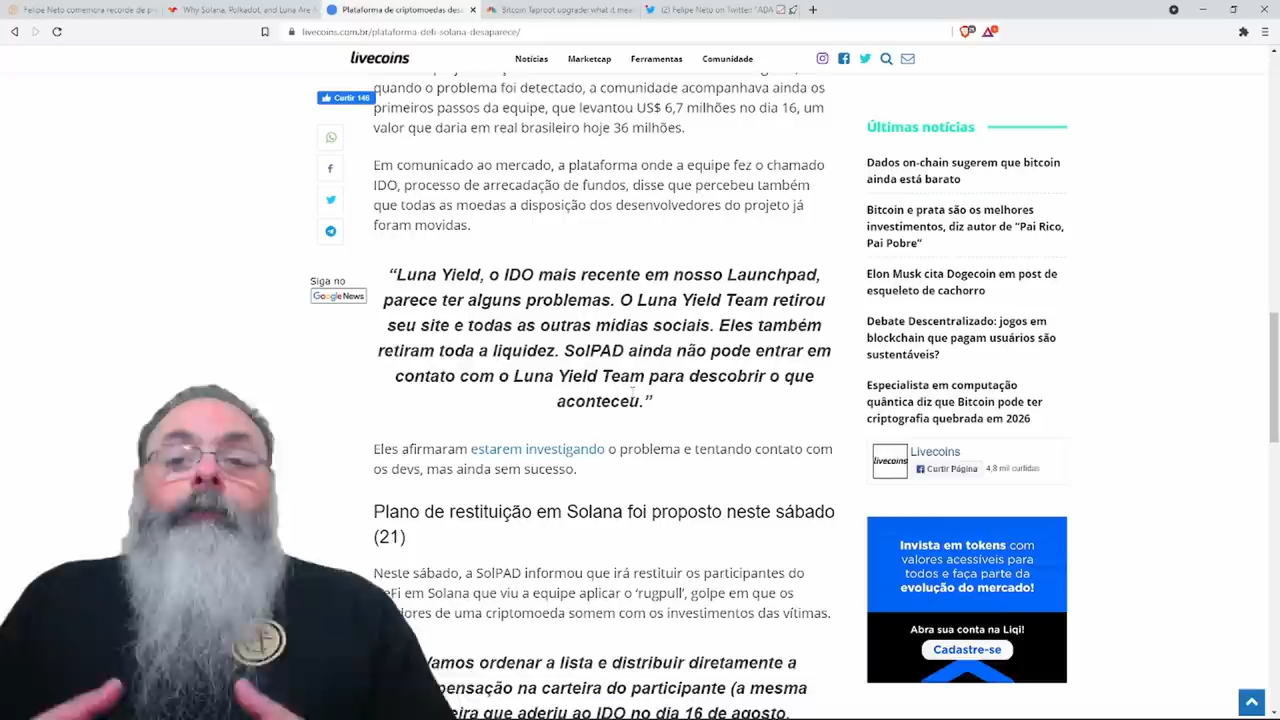 Felipe Neto comemora recorde de pr
Why Solana, Polkadot, and Luna Are
Plataforma de criptomoedas desa
Bitcoin Taproot upgrade: what it mea
(2) Felipe Neto on Twitter: "ADA
livecoins.com.br/plataforma-defi-solana-desaparece/
livecoins
Notícias
Marketcap
Ferramentas
Comunidade
Curtir 146
quando o problema foi detectado, a comunidade acompanhava ainda os
primeiros passos da equipe, que levantou US$ 6,7 milhões no dia 16, um
valor que daria em real brasileiro hoje 36 milhões.
Em comunicado ao mercado, a plataforma onde a equipe fez o chamado
IDO, processo de arrecadação de fundos, disse que percebeu também
que todas as moedas a disposição dos desenvolvedores do projeto já
foram movidas.
Siga no
Google News
“Luna Yield, o IDO mais recente em nosso Launchpad,
parece ter alguns problemas. O Luna Yield Team retirou
seu site e todas as outras mídias sociais. Eles também
retiram toda a liquidez. SolPAD ainda não pode entrar em
contato com o Luna Yield Team para descobrir o que
aconteceu.”
Eles afirmaram estarem investigando o problema e tentando contato com
os devs, mas ainda sem sucesso.
Plano de restituição em Solana foi proposto neste sábado
(21)
Neste sábado, a SolPAD informou que irá restituir os participantes do
eFi em Solana que viu a equipe aplicar o ‘rugpull’, golpe em que os
dores de uma criptomoeda somem com os investimentos das vítimas.
Vamos ordenar a lista e distribuir diretamente a
pensação na carteira do participante (a mesma
eira que aderiu ao IDO no dia 16 de agosto,
Últimas notícias
Dados on-chain sugerem que bitcoin
ainda está barato
Bitcoin e prata são os melhores
investimentos, diz autor de “Pai Rico,
Pai Pobre”
Elon Musk cita Dogecoin em post de
esqueleto de cachorro
Debate Descentralizado: jogos em
blockchain que pagam usuários são
sustentáveis?
Especialista em computação
quântica diz que Bitcoin pode ter
criptografia quebrada em 2026
livecoins
Livecoins
Curtir Página
4,8 mil curtidas
Invista em tokens com
valores acessíveis para
todos e faça parte da
evolução do mercado!
Abra sua conta na Liqi!
Cadastre-se